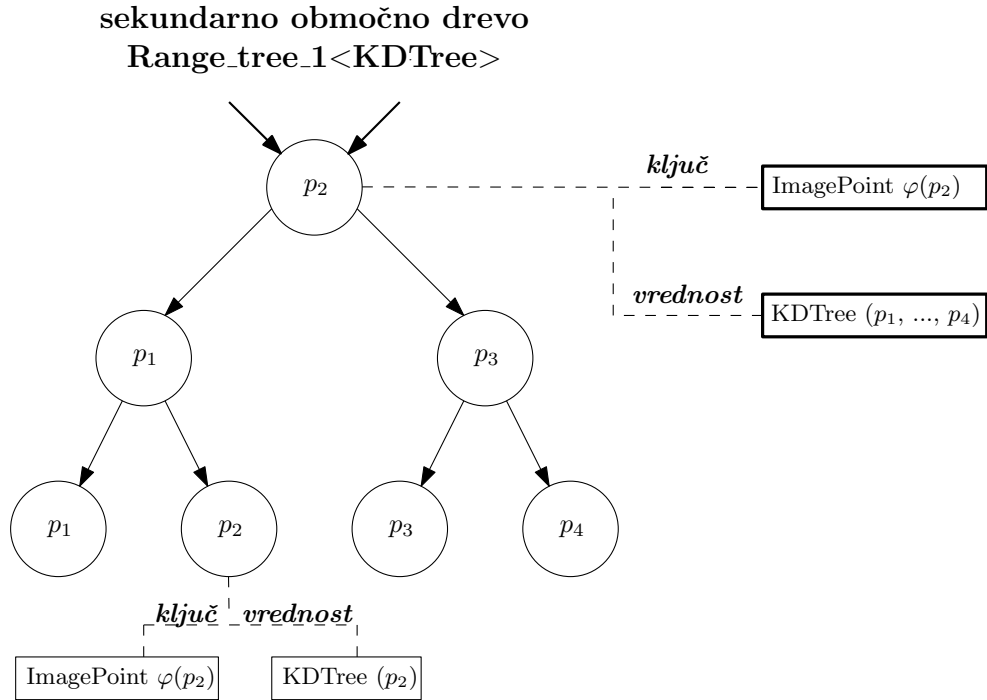 sekundarno območno drevo
Range_tree_1<KDTree>
p₂
ključ
ImagePoint φ(p₂)
vrednost
KDTree (p₁, ..., p₄)
p₁
p₃
p₁
p₂
p₃
p₄
ključ vrednost
ImagePoint φ(p₂)
KDTree (p₂)